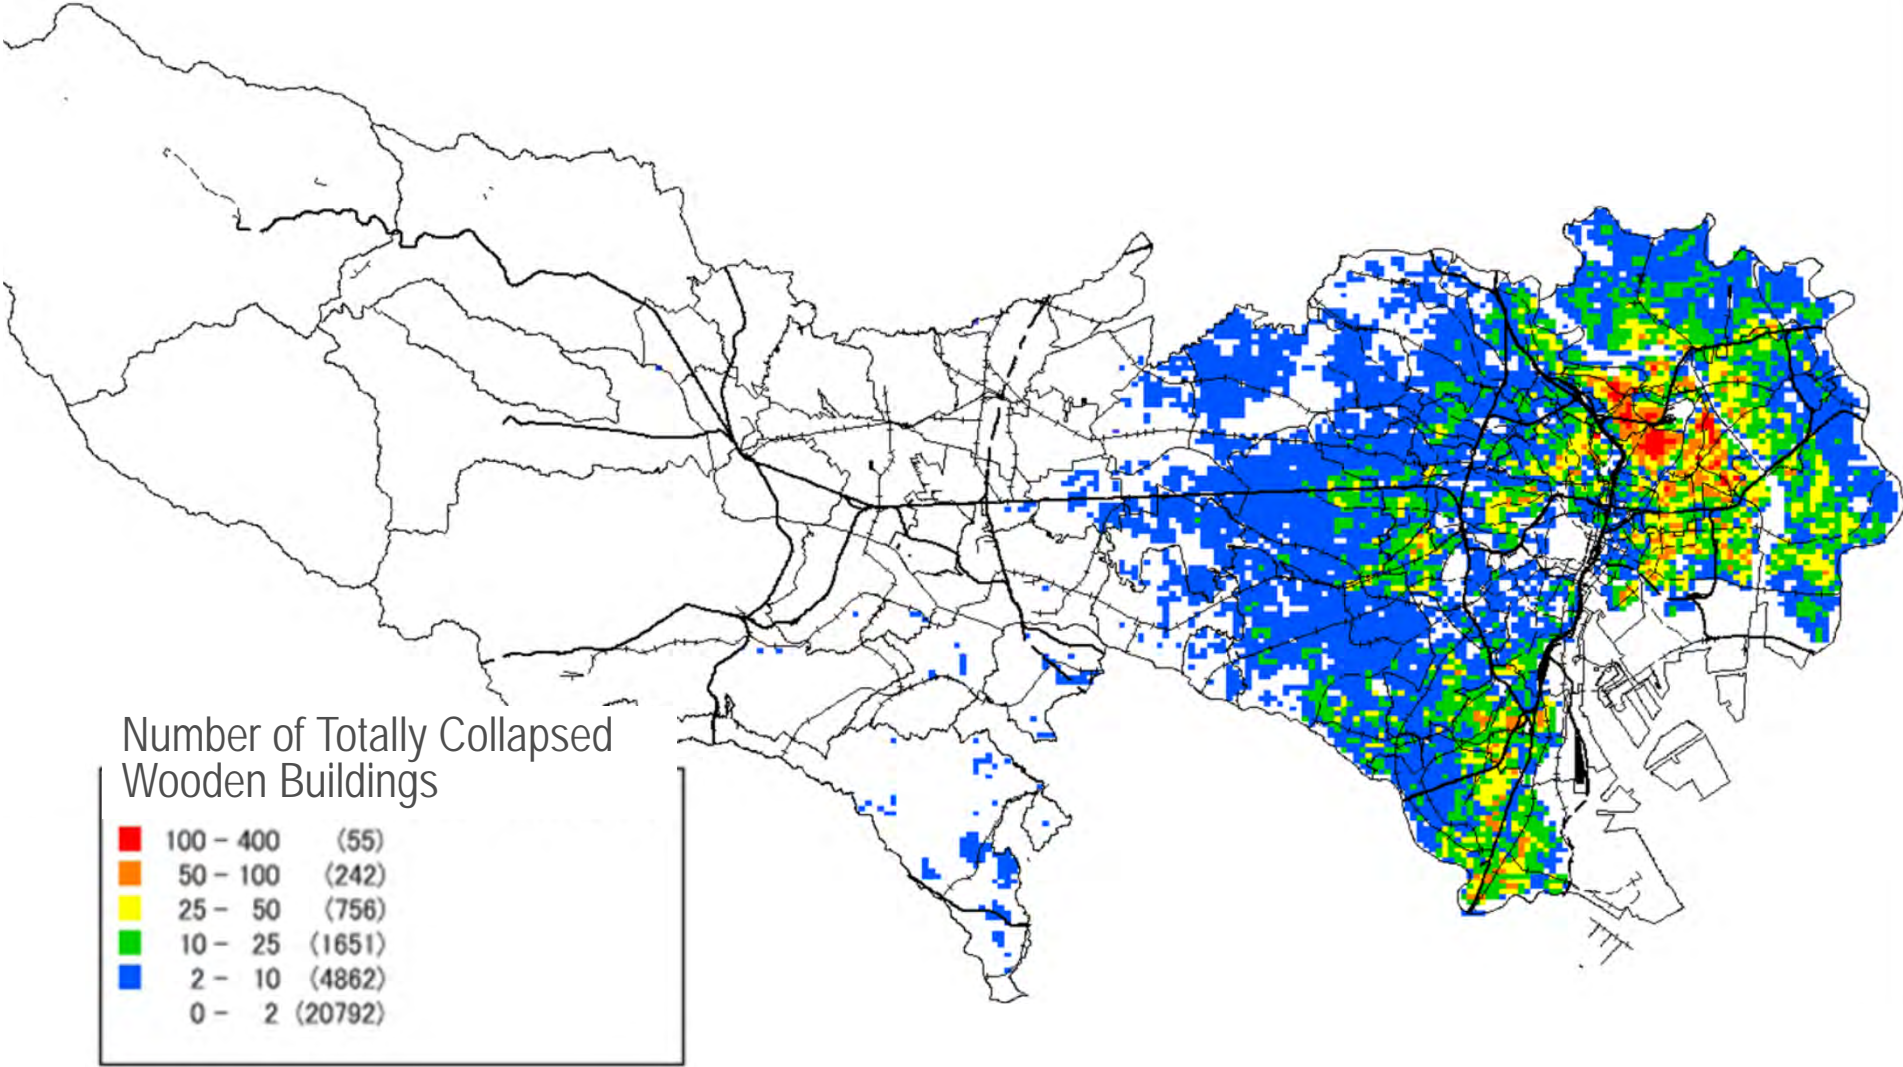 Number of Totally Collapsed
Wooden Buildings
100 - 400 (55)
50 - 100 (242)
25 - 50 (756)
10 - 25 (1651)
2 - 10 (4862)
0 - 2 (20792)